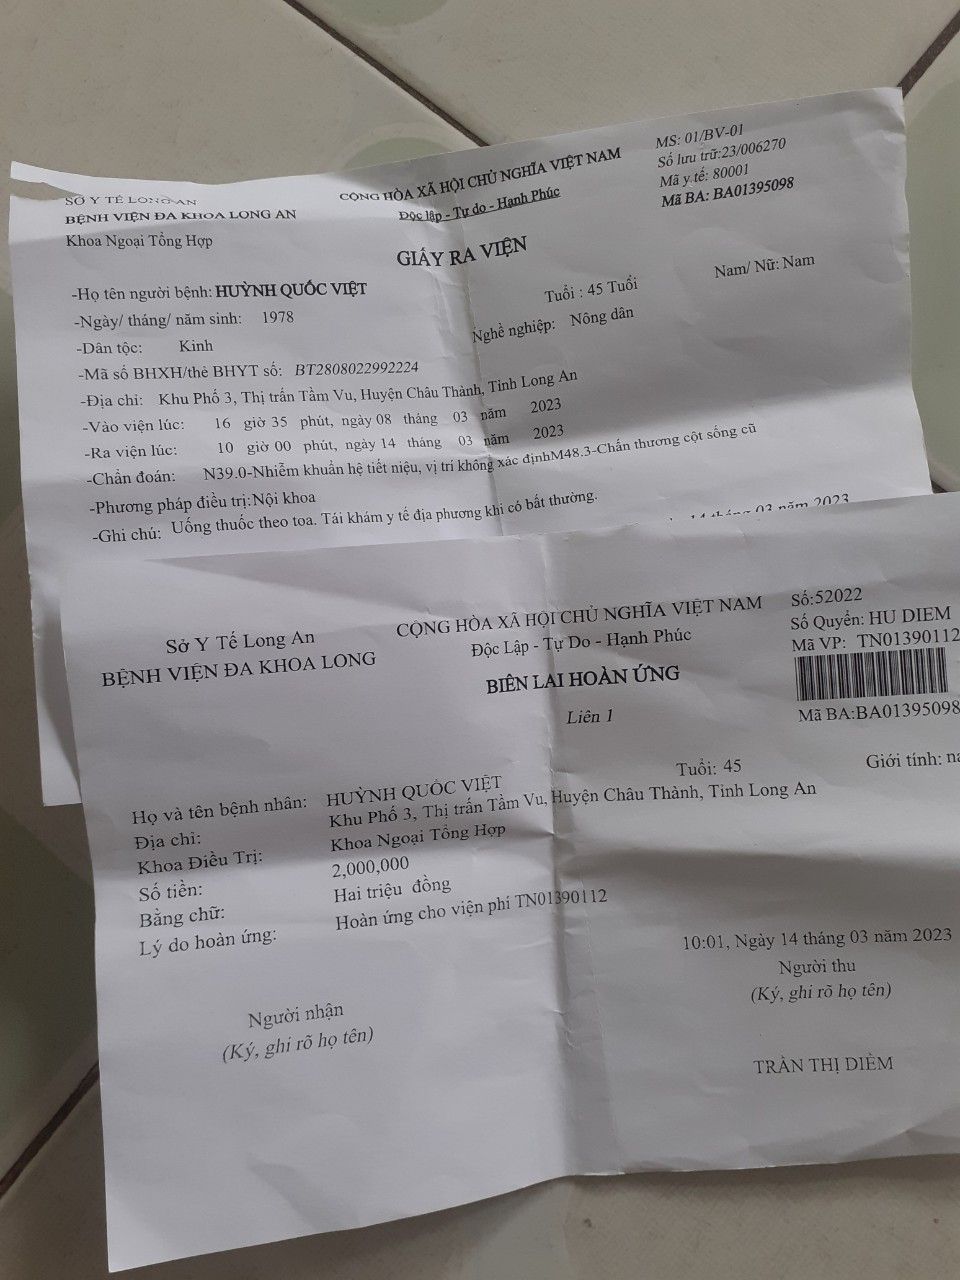 SỞ Y TẾ LONG AN
BỆNH VIỆN ĐA KHOA LONG AN
Khoa Ngoại Tổng Hợp
CỘNG HÒA XÃ HỘI CHỦ NGHĨA VIỆT NAM
Độc lập - Tự do - Hạnh Phúc
MS: 01/BV-01
Số lưu trữ:23/006270
Mã y tế: 80001
Mã BA: BA01395098
GIẤY RA VIỆN
-Họ tên người bệnh: HUỲNH QUỐC VIỆT Tuổi : 45 Tuổi Nam/ Nữ: Nam
-Ngày/ tháng/ năm sinh: 1978
-Dân tộc: Kinh Nghề nghiệp: Nông dân
-Mã số BHXH/thẻ BHYT số: BT2808022992224
-Địa chỉ: Khu Phố 3, Thị trấn Tầm Vu, Huyện Châu Thành, Tỉnh Long An
-Vào viện lúc: 16 giờ 35 phút, ngày 08 tháng 03 năm 2023
-Ra viện lúc: 10 giờ 00 phút, ngày 14 tháng 03 năm 2023
-Chẩn đoán: N39.0-Nhiễm khuẩn hệ tiết niệu, vị trí không xác địnhM48.3-Chấn thương cột sống cũ
-Phương pháp điều trị: Nội khoa
-Ghi chú: Uống thuốc theo toa. Tái khám y tế địa phương khi có bất thường.
14 tháng 03 năm 2023
Sở Y Tế Long An
BỆNH VIỆN ĐA KHOA LONG
CỘNG HÒA XÃ HỘI CHỦ NGHĨA VIỆT NAM
Độc Lập - Tự Do - Hạnh Phúc
BIÊN LAI HOÀN ỨNG
Liên 1
Số:52022
Số Quyển: HU DIEM
Mã VP: TN01390112
Mã BA:BA01395098
Tuổi: 45 Giới tính:
Họ và tên bệnh nhân: HUỲNH QUỐC VIỆT
Địa chỉ: Khu Phố 3, Thị trấn Tầm Vu, Huyện Châu Thành, Tỉnh Long An
Khoa Điều Trị: Khoa Ngoại Tổng Hợp
Số tiền: 2,000,000
Bằng chữ: Hai triệu đồng
Lý do hoàn ứng: Hoàn ứng cho viện phí TN01390112
10:01, Ngày 14 tháng 03 năm 2023
Người nhận
(Ký, ghi rõ họ tên)
Người thu
(Ký, ghi rõ họ tên)
TRẦN THỊ DIỄM